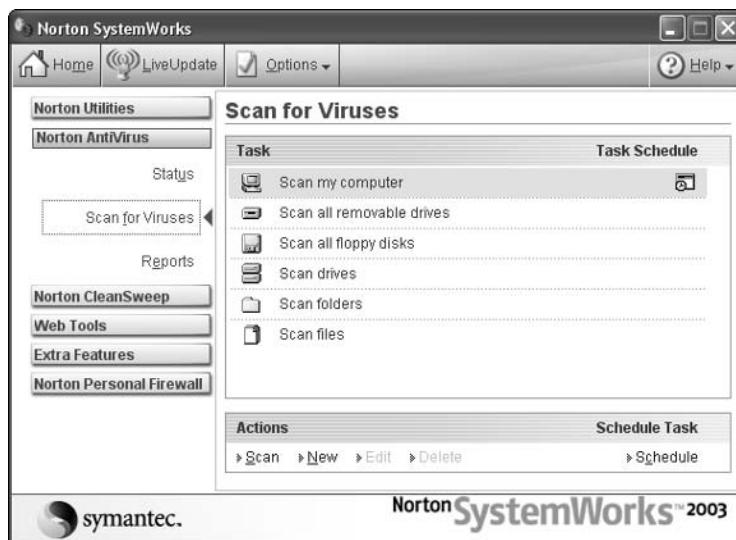 Norton SystemWorks
Home LiveUpdate Options Help
Norton Utilities
Norton AntiVirus
Status
Scan for Viruses
Reports
Norton CleanSweep
Web Tools
Extra Features
Norton Personal Firewall
Scan for Viruses
Task Task Schedule
Scan my computer
Scan all removable drives
Scan all floppy disks
Scan drives
Scan folders
Scan files
Actions Schedule Task
Scan New Edit Delete Schedule
symantec.
Norton SystemWorks™ 2003